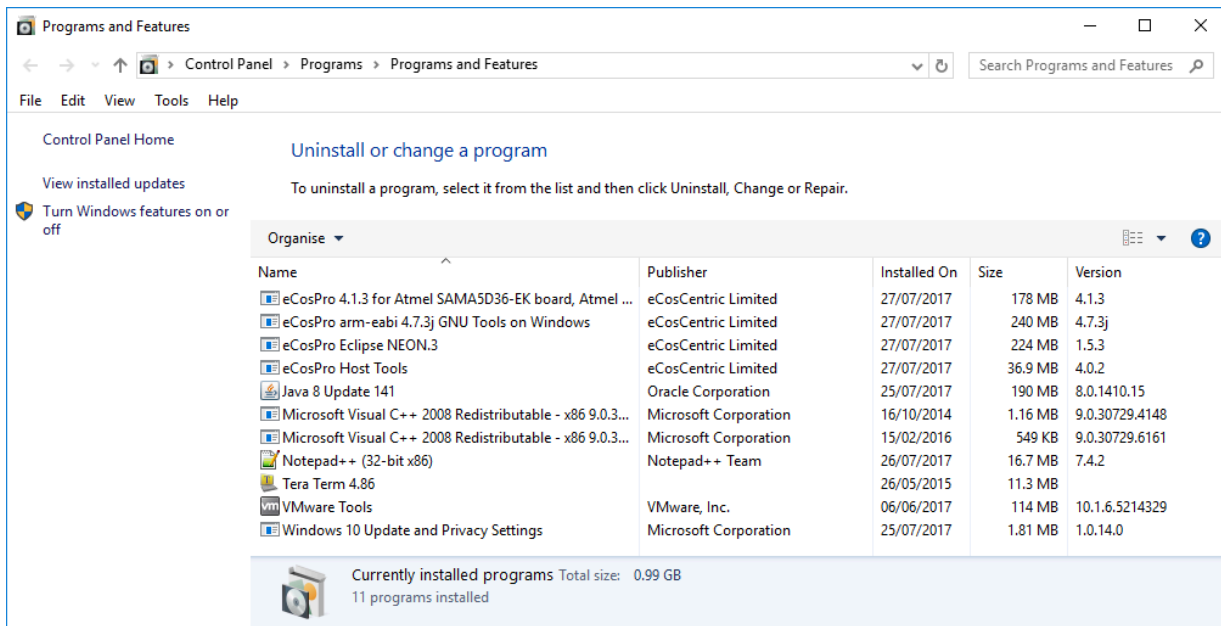 Programs and Features
Control Panel > Programs > Programs and Features
Search Programs and Features
File Edit View Tools Help
Control Panel Home
View installed updates
Turn Windows features on or
off
Uninstall or change a program
To uninstall a program, select it from the list and then click Uninstall, Change or Repair.
Organise
Name Publisher Installed On Size Version
eCosPro 4.1.3 for Atmel SAMA5D36-EK board, Atmel ... eCosCentric Limited 27/07/2017 178 MB 4.1.3
eCosPro arm-eabi 4.7.3j GNU Tools on Windows eCosCentric Limited 27/07/2017 240 MB 4.7.3j
eCosPro Eclipse NEON.3 eCosCentric Limited 27/07/2017 224 MB 1.5.3
eCosPro Host Tools eCosCentric Limited 27/07/2017 36.9 MB 4.0.2
Java 8 Update 141 Oracle Corporation 25/07/2017 190 MB 8.0.1410.15
Microsoft Visual C++ 2008 Redistributable - x86 9.0.3... Microsoft Corporation 16/10/2014 1.16 MB 9.0.30729.4148
Microsoft Visual C++ 2008 Redistributable - x86 9.0.3... Microsoft Corporation 15/02/2016 549 KB 9.0.30729.6161
Notepad++ (32-bit x86) Notepad++ Team 26/07/2017 16.7 MB 7.4.2
Tera Term 4.86 26/05/2015 11.3 MB
vm VMware Tools VMware, Inc. 06/06/2017 114 MB 10.1.6.5214329
Windows 10 Update and Privacy Settings Microsoft Corporation 25/07/2017 1.81 MB 1.0.14.0
Currently installed programs Total size: 0.99 GB
11 programs installed